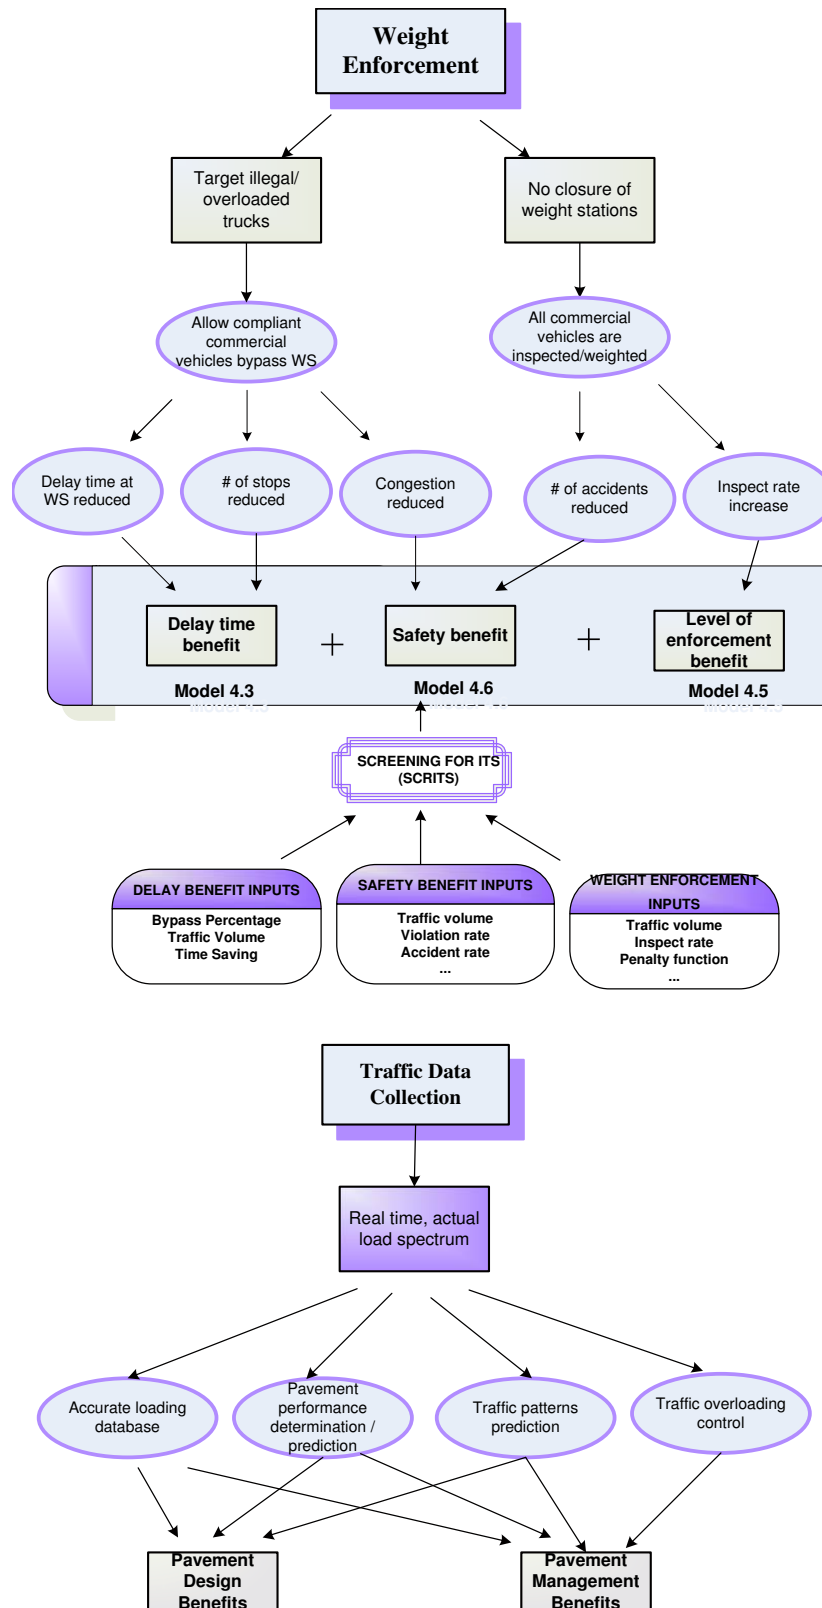 Weight
Enforcement
Target illegal/
overloaded
trucks
No closure of
weight stations
Allow compliant
commercial
vehicles bypass WS
All commercial
vehicles are
inspected/weighted
Delay time at
WS reduced
# of stops
reduced
Congestion
reduced
# of accidents
reduced
Inspect rate
increase
Delay time
benefit
+
Safety benefit
+
Level of
enforcement
benefit
Model 4.3
Model 4.6
Model 4.5
SCREENING FOR ITS
(SCRITS)
DELAY BENEFIT INPUTS
Bypass Percentage
Traffic Volume
Time Saving
SAFETY BENEFIT INPUTS
Traffic volume
Violation rate
Accident rate
...
WEIGHT ENFORCEMENT
INPUTS
Traffic volume
Inspect rate
Penalty function
...
Traffic Data
Collection
Real time, actual
load spectrum
Accurate loading
database
Pavement
performance
determination /
prediction
Traffic patterns
prediction
Traffic overloading
control
Pavement
Design
Benefits
Pavement
Management
Benefits